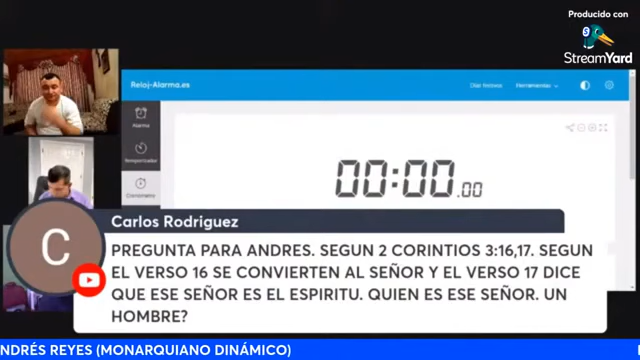 Producido con
StreamYard
Reloj-Alarma.es
Días festivos
Herramientas
Alarma
Temporizador
Cronómetro
00:00.00
Carlos Rodriguez
C
PREGUNTA PARA ANDRES. SEGUN 2 CORINTIOS 3:16,17. SEGUN
EL VERSO 16 SE CONVIERTEN AL SEÑOR Y EL VERSO 17 DICE
QUE ESE SEÑOR ES EL ESPIRITU. QUIEN ES ESE SEÑOR. UN
HOMBRE?
NDRÉS REYES (MONARQUIANO DINÁMICO)